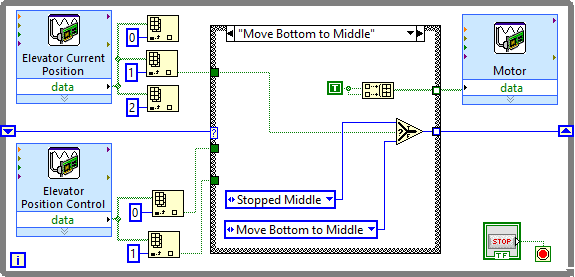 Elevator Current
Position
data
0
1
2
"Move Bottom to Middle"
T
?
T
F
Stopped Middle
Move Bottom to Middle
Motor
data
?
Elevator
Position Control
data
0
1
STOP
TF
i